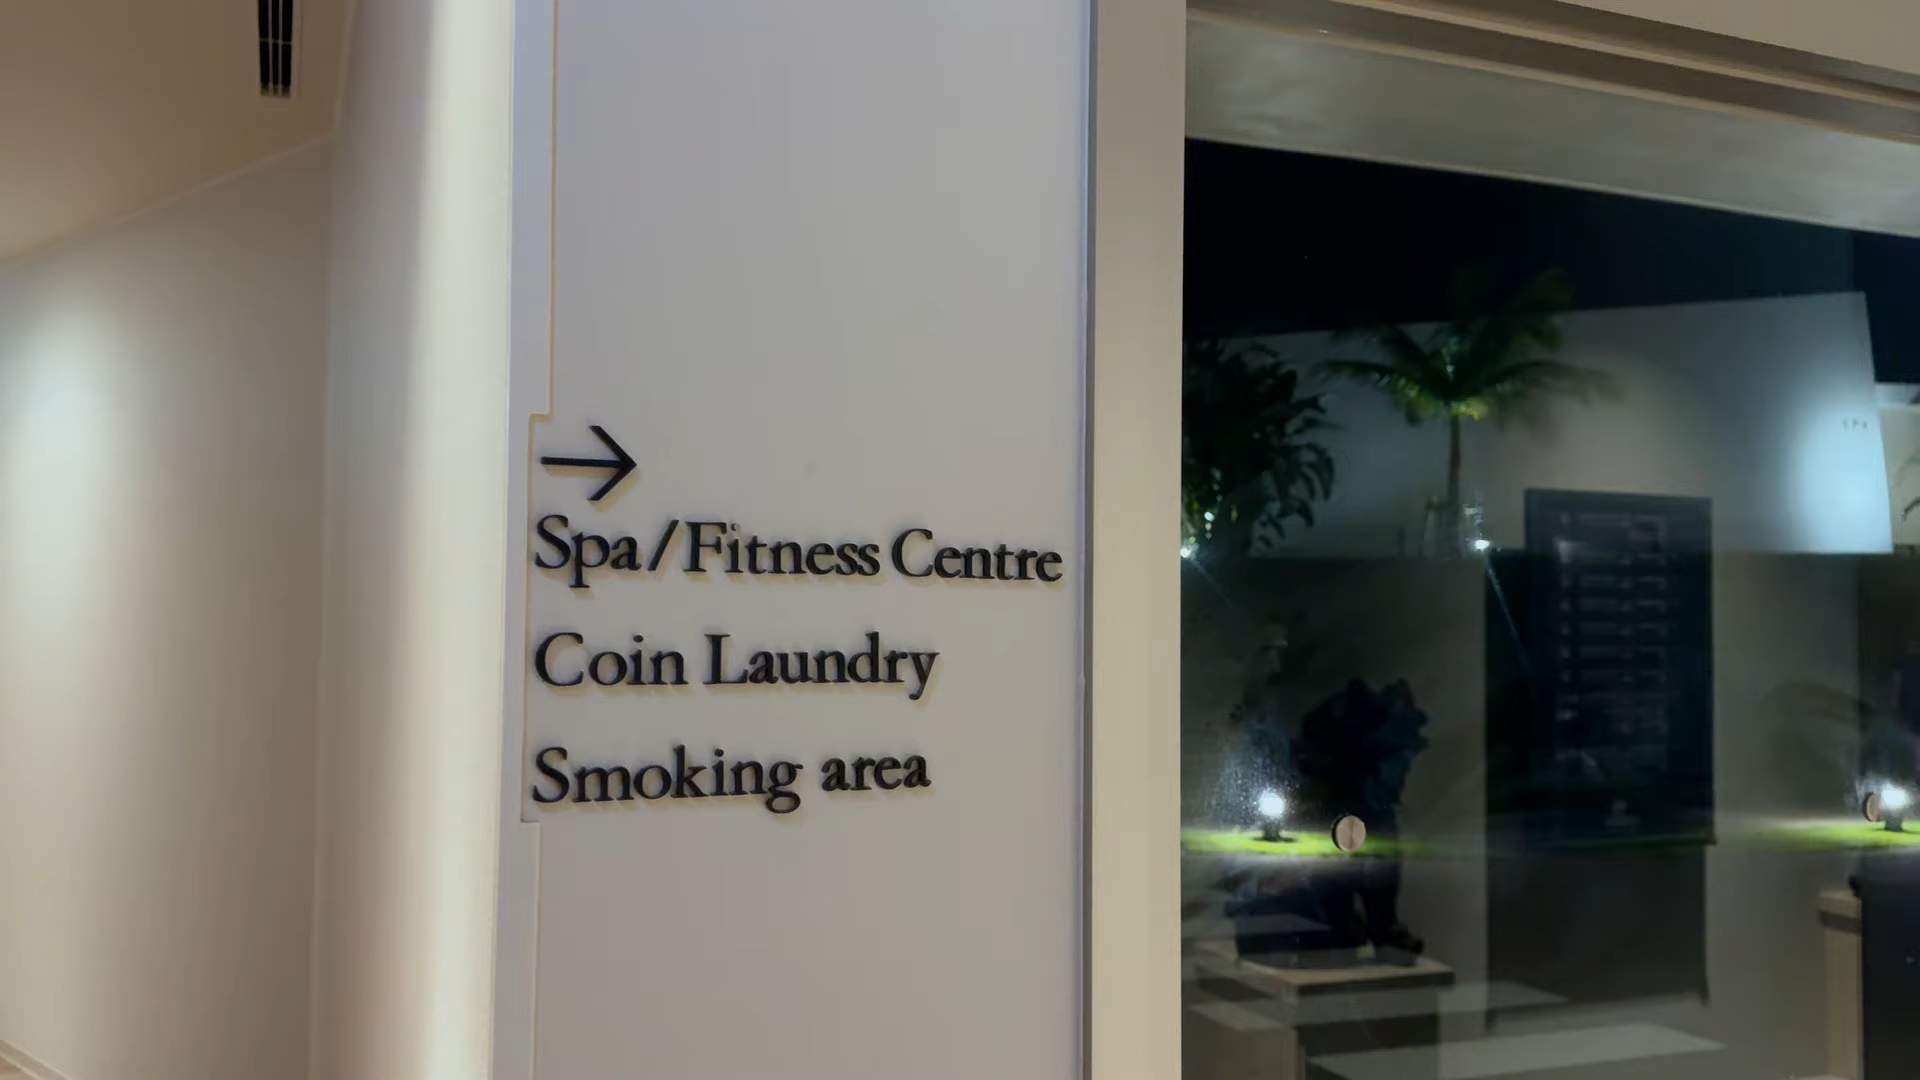 →
Spa/Fitness Centre
Coin Laundry
Smoking area